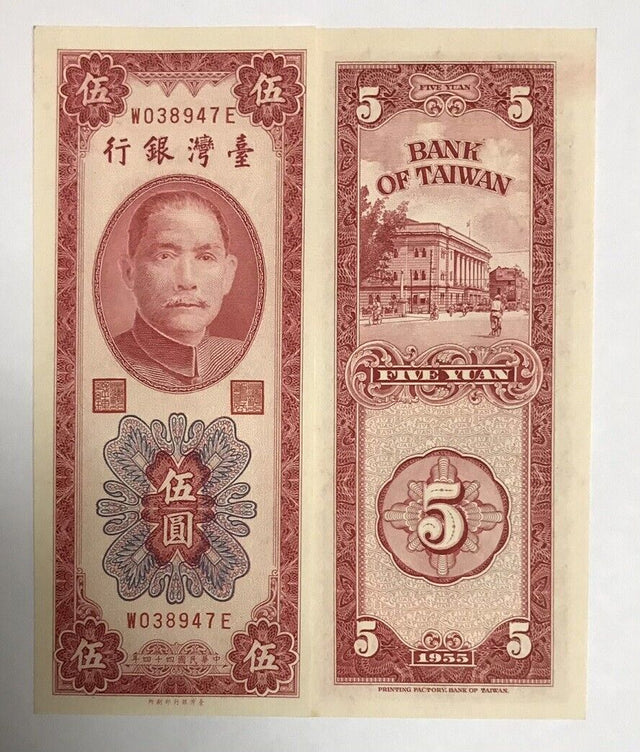 伍 伍
W038947E
行銀灣臺
伍
圓
W038947E
年四十四國民華中
伍 伍
FIVE YUAN
5 5
BANK
OF TAIWAN
FIVE YUAN
5
5 5
1955
PRINTING FACTORY. BANK OF TAIWAN.